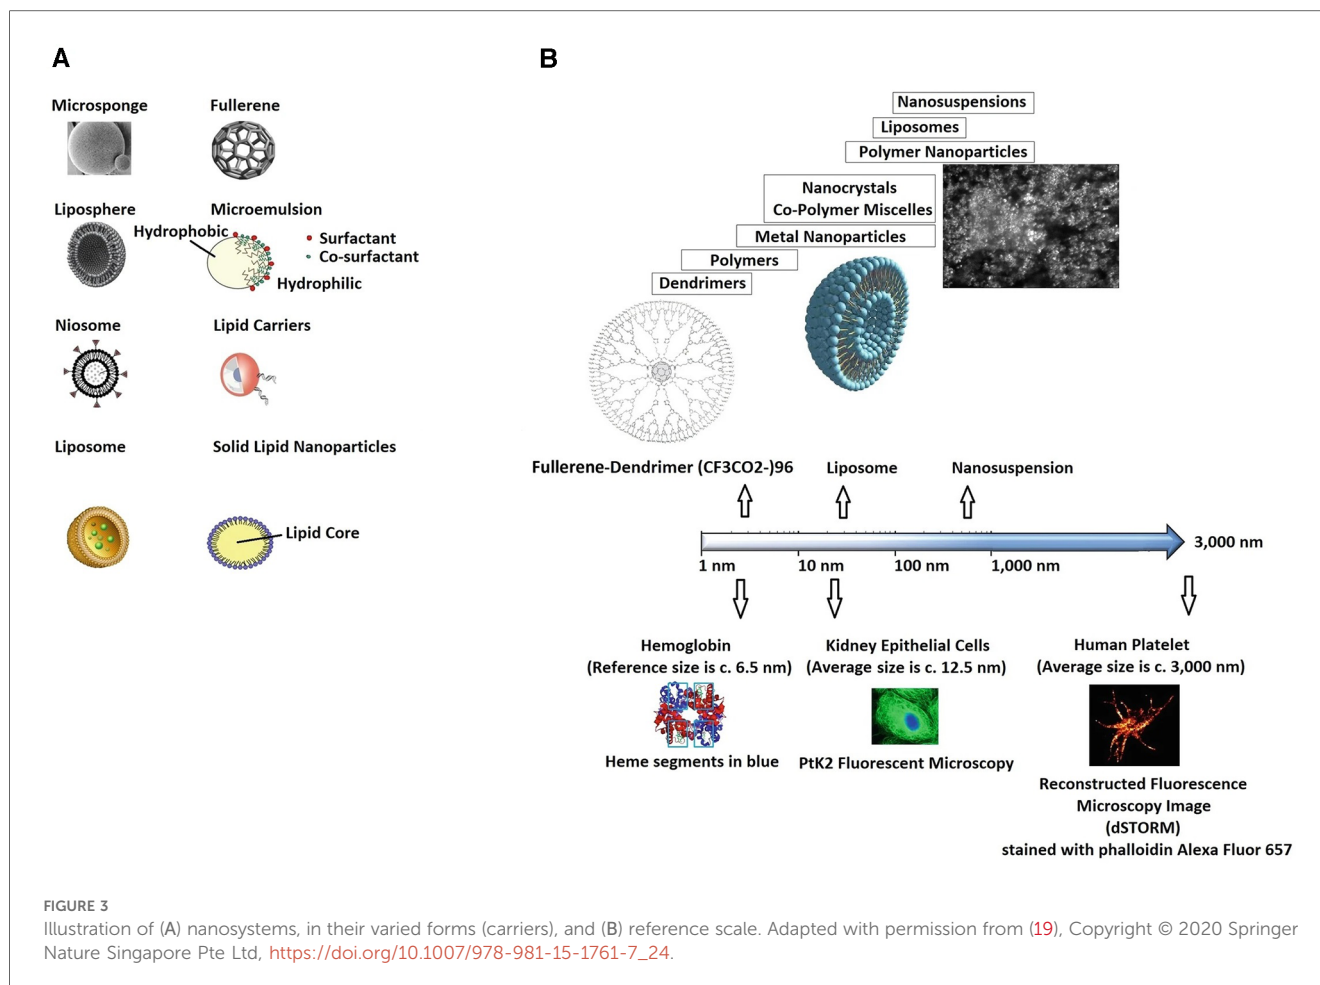 A
Microsponge
Fullerene
Liposphere
Microemulsion
Hydrophobic
Surfactant
Co-surfactant
Hydrophilic
Niosome
Lipid Carriers
Liposome
Solid Lipid Nanoparticles
Lipid Core
B
Nanosuspensions
Liposomes
Polymer Nanoparticles
Nanocrystals
Co-Polymer Miscelles
Metal Nanoparticles
Polymers
Dendrimers
Fullerene-Dendrimer (CF3CO2-)96
Liposome
Nanosuspension
3,000 nm
1 nm
10 nm
100 nm
1,000 nm
Hemoglobin
(Reference size is c. 6.5 nm)
Heme segments in blue
Kidney Epithelial Cells
(Average size is c. 12.5 nm)
PtK2 Fluorescent Microscopy
Human Platelet
(Average size is c. 3,000 nm)
Reconstructed Fluorescence
Microscopy Image
(dSTORM)
stained with phalloidin Alexa Fluor 657
FIGURE 3
Illustration of (A) nanosystems, in their varied forms (carriers), and (B) reference scale. Adapted with permission from (19), Copyright © 2020 Springer
Nature Singapore Pte Ltd, https://doi.org/10.1007/978-981-15-1761-7_24.